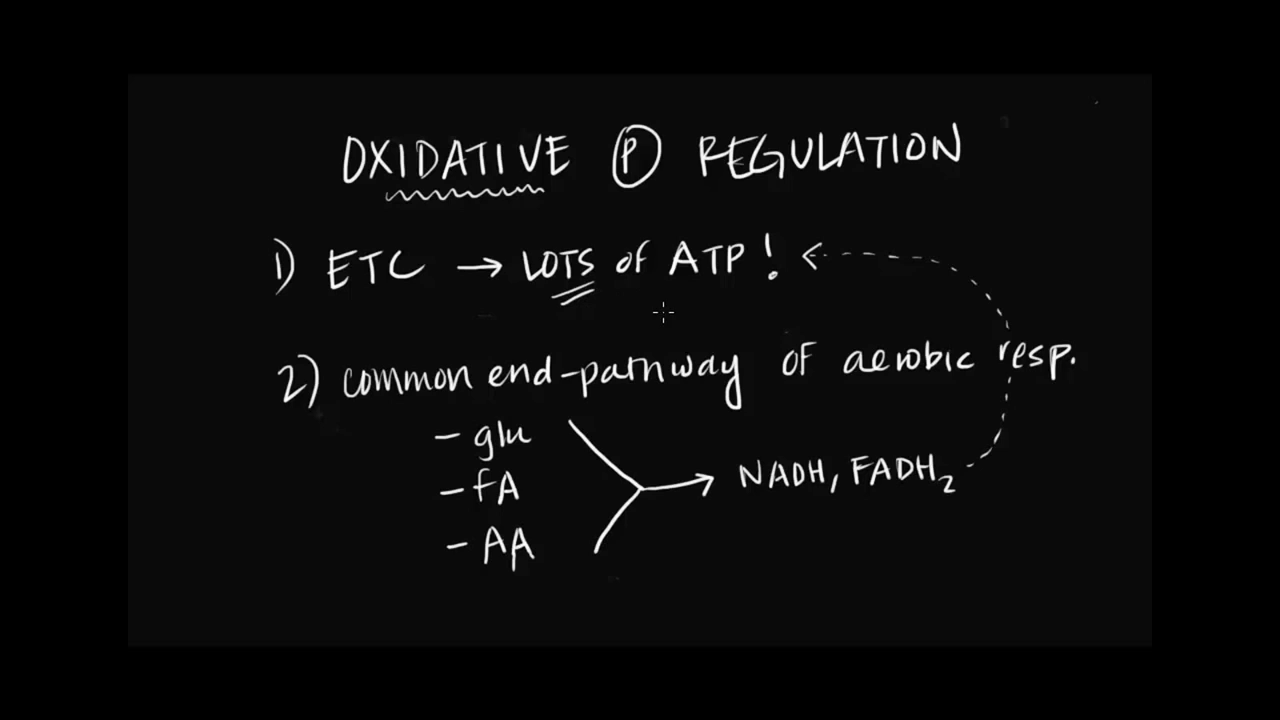 OXIDATIVE Ⓟ REGULATION
1) ETC → LOTS of ATP!
2) common end-pathway of aerobic resp.
- glu
- FA
- AA
→ NADH, FADH₂